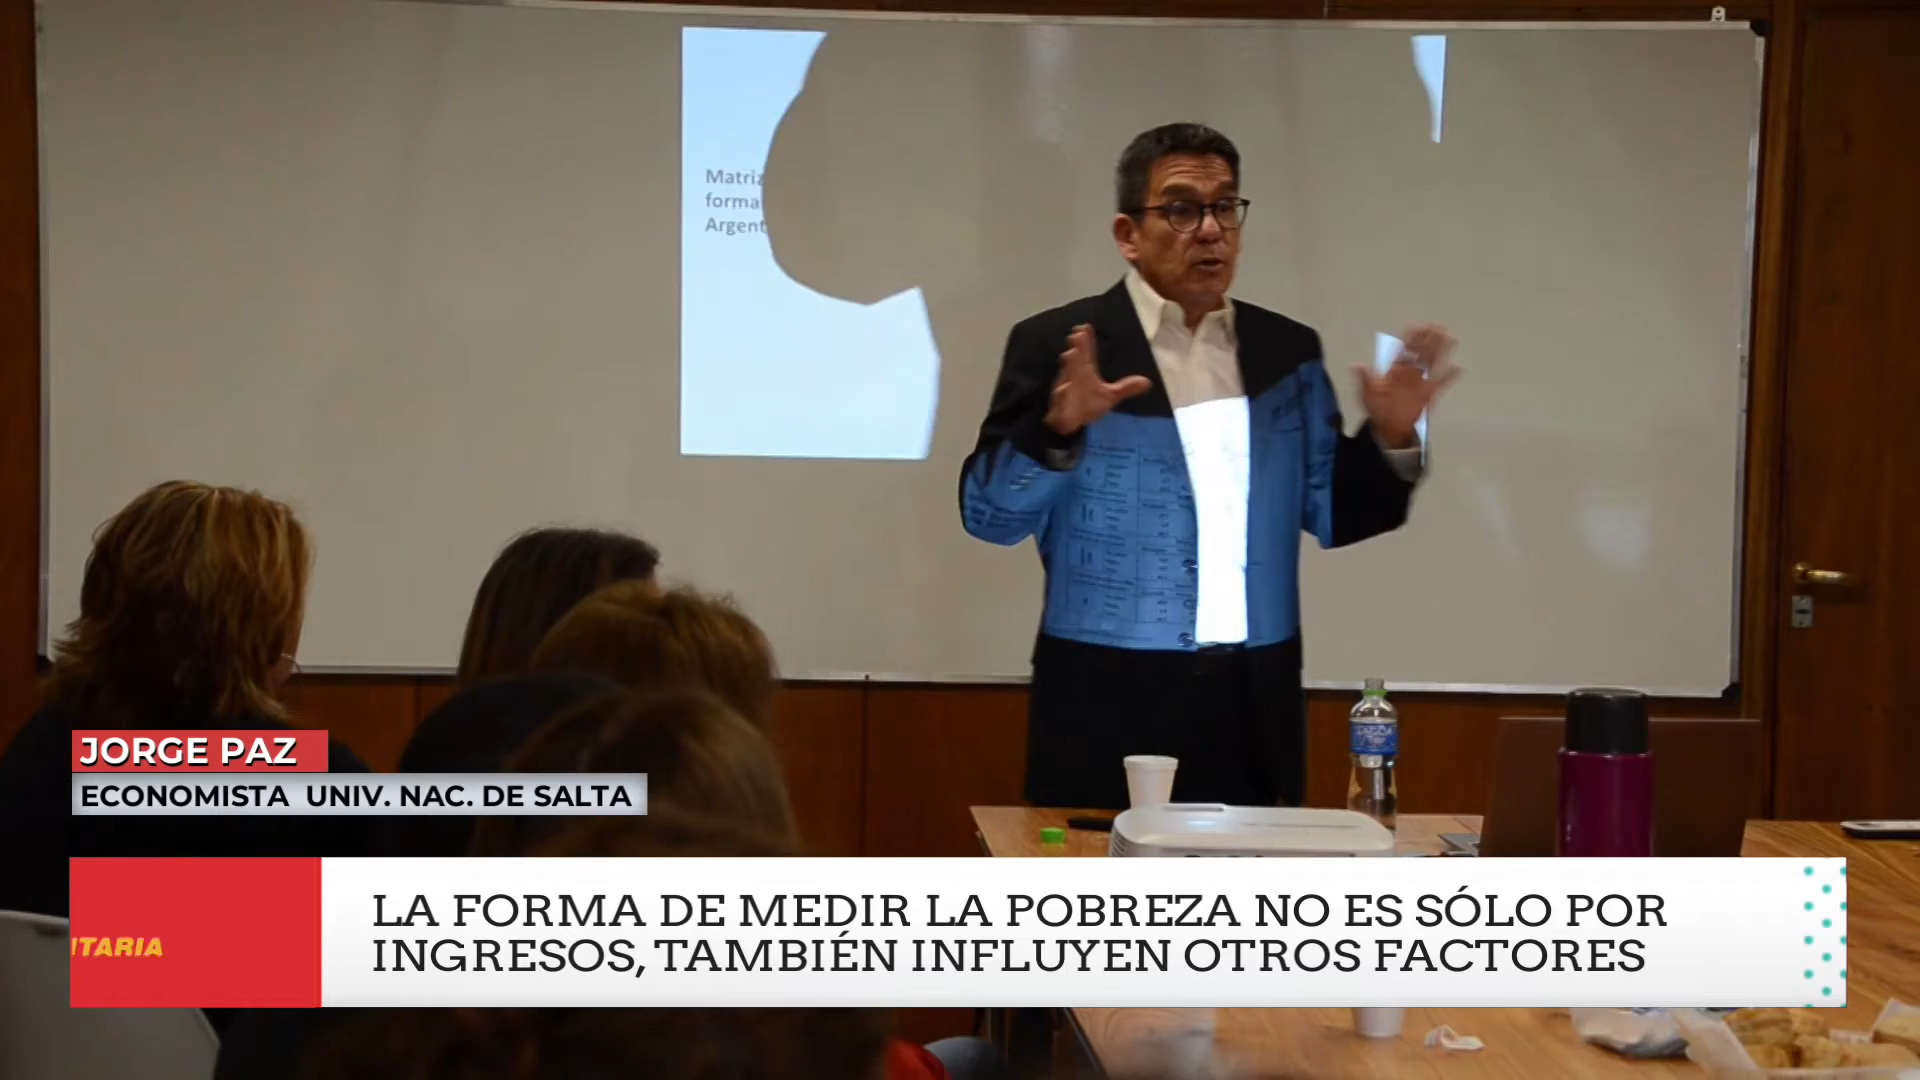 Matriz
forma
Argent
JORGE PAZ
ECONOMISTA UNIV. NAC. DE SALTA
ITARIA
LA FORMA DE MEDIR LA POBREZA NO ES SÓLO POR
INGRESOS, TAMBIÉN INFLUYEN OTROS FACTORES